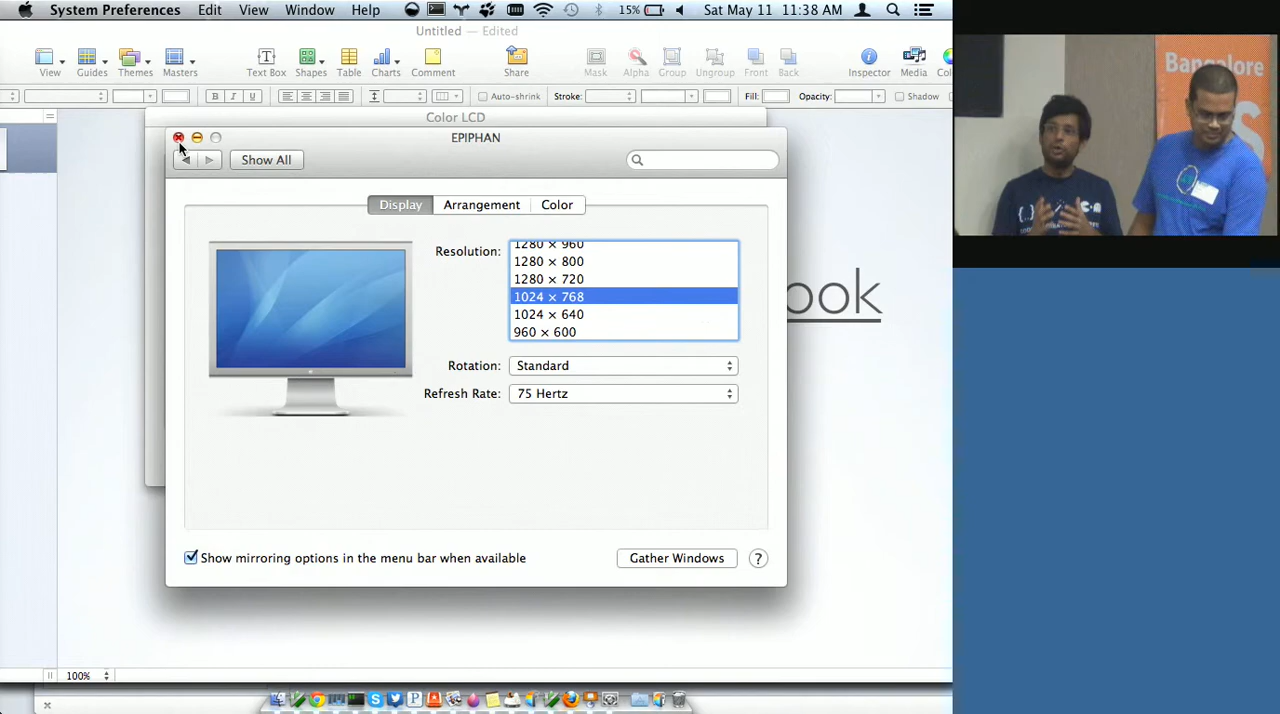 System Preferences Edit View Window Help 15% Sat May 11 11:38 AM
Untitled — Edited
View Guides Themes Masters Text Box Shapes Table Charts Comment Share Mask Alpha Group Ungroup Front Back Inspector Media
B I U Auto-shrink Stroke: Fill: Opacity: Shadow
Color LCD
EPIPHAN
Show All
Display Arrangement Color
Resolution:
1280 × 960
1280 × 800
1280 × 720
1024 × 768
1024 × 640
960 × 600
Rotation: Standard
Refresh Rate: 75 Hertz
Show mirroring options in the menu bar when available
Gather Windows ?
ook
100%
Bangalore